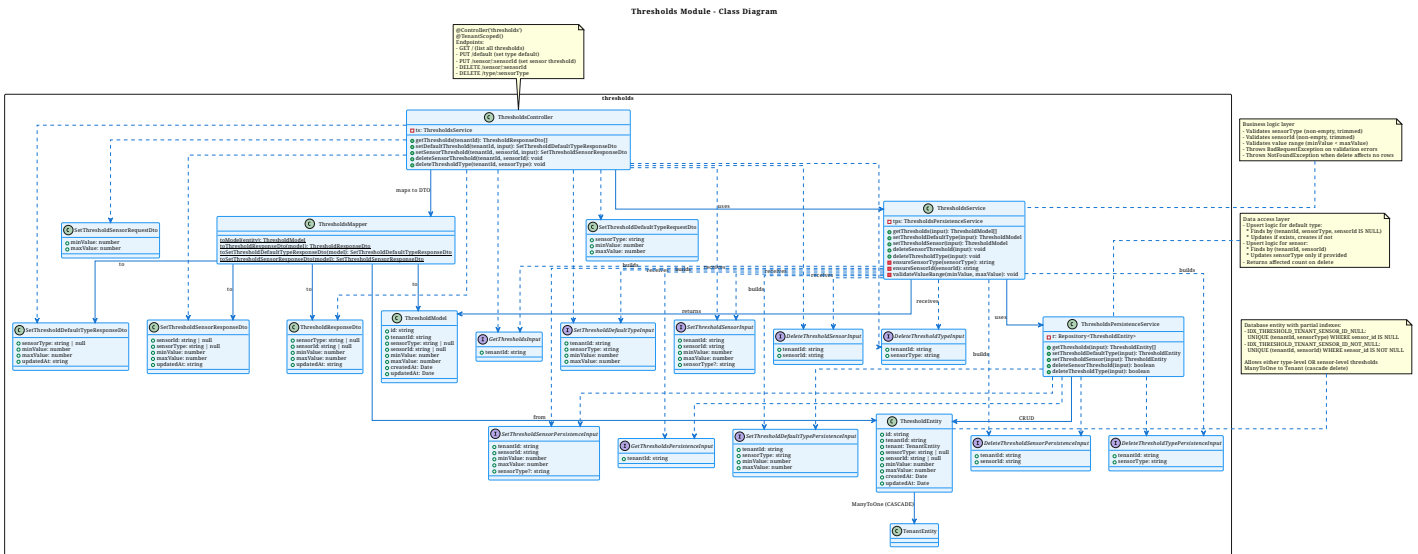 Thresholds Module - Class Diagram
@Controller('thresholds')
@TenantScoped()
Endpoints:
- GET / (list all thresholds)
- PUT /default (set type default)
- PUT /sensor/:sensorId (set sensor threshold)
- DELETE /sensor/:sensorId
- DELETE /type/:sensorType
thresholds
ThresholdsController
ts: ThresholdsService
getThresholds(tenantId): ThresholdResponseDto[]
setDefaultThreshold(tenantId, input): SetThresholdDefaultTypeResponseDto
setSensorThreshold(tenantId, sensorId, input): SetThresholdSensorResponseDto
deleteSensorThreshold(tenantId, sensorId): void
deleteThresholdType(tenantId, sensorType): void
Business logic layer
- Validates sensorType (non-empty, trimmed)
- Validates sensorId (non-empty, trimmed)
- Validates value range (minValue < maxValue)
- Throws BadRequestException on validation errors
- Throws NotFoundException when delete affects no rows
maps to DTO
uses
SetThresholdSensorRequestDto
minValue: number
maxValue: number
ThresholdsMapper
toModel(entity): ThresholdModel
toThresholdResponseDto(model): ThresholdResponseDto
toSetThresholdDefaultTypeResponseDto(model): SetThresholdDefaultTypeResponseDto
toSetThresholdSensorResponseDto(model): SetThresholdSensorResponseDto
SetThresholdDefaultTypeRequestDto
sensorType: string
minValue: number
maxValue: number
ThresholdsService
tps: ThresholdsPersistenceService
getThresholds(input): ThresholdModel[]
setThresholdDefaultType(input): ThresholdModel
setThresholdSensor(input): ThresholdModel
deleteSensorThreshold(input): void
deleteThresholdType(input): void
ensureSensorType(sensorType): string
ensureSensorId(sensorId): string
validateValueRange(minValue, maxValue): void
Data access layer
- Upsert logic for default type:
* Finds by (tenantId, sensorType, sensorId IS NULL)
* Updates if exists, creates if not
- Upsert logic for sensor:
* Finds by (tenantId, sensorId)
* Updates sensorType only if provided
- Returns affected count on delete
to
to
to
to
builds
receives
builds
receives
receives
receives
builds
builds
receives
returns
uses
builds
SetThresholdDefaultTypeResponseDto
sensorType: string | null
minValue: number
maxValue: number
updatedAt: string
SetThresholdSensorResponseDto
sensorId: string | null
sensorType: string | null
minValue: number
maxValue: number
updatedAt: string
ThresholdResponseDto
sensorType: string | null
sensorId: string | null
minValue: number
maxValue: number
updatedAt: string
ThresholdModel
id: string
tenantId: string
sensorType: string | null
sensorId: string | null
minValue: number
maxValue: number
createdAt: Date
updatedAt: Date
GetThresholdsInput
tenantId: string
SetThresholdDefaultTypeInput
tenantId: string
sensorType: string
minValue: number
maxValue: number
SetThresholdSensorInput
tenantId: string
sensorId: string
minValue: number
maxValue: number
sensorType?: string
DeleteThresholdSensorInput
tenantId: string
sensorId: string
DeleteThresholdTypeInput
tenantId: string
sensorType: string
ThresholdsPersistenceService
r: Repository<ThresholdEntity>
getThresholds(input): ThresholdEntity[]
setThresholdDefaultType(input): ThresholdEntity
setThresholdSensor(input): ThresholdEntity
deleteSensorThreshold(input): boolean
deleteThresholdType(input): boolean
Database entity with partial indexes:
- IDX_THRESHOLD_TENANT_SENSOR_ID_NULL:
UNIQUE (tenantId, sensorType) WHERE sensor_id IS NULL
- IDX_THRESHOLD_TENANT_SENSOR_ID_NOT_NULL:
UNIQUE (tenantId, sensorId) WHERE sensor_id IS NOT NULL
Allows either type-level OR sensor-level thresholds
ManyToOne to Tenant (cascade delete)
from
CRUD
SetThresholdSensorPersistenceInput
tenantId: string
sensorId: string
minValue: number
maxValue: number
sensorType?: string
GetThresholdsPersistenceInput
tenantId: string
SetThresholdDefaultTypePersistenceInput
tenantId: string
sensorType: string
minValue: number
maxValue: number
ThresholdEntity
id: string
tenantId: string
tenant: TenantEntity
sensorType: string | null
sensorId: string | null
minValue: number
maxValue: number
createdAt: Date
updatedAt: Date
DeleteThresholdSensorPersistenceInput
tenantId: string
sensorId: string
DeleteThresholdTypePersistenceInput
tenantId: string
sensorType: string
ManyToOne (CASCADE)
TenantEntity